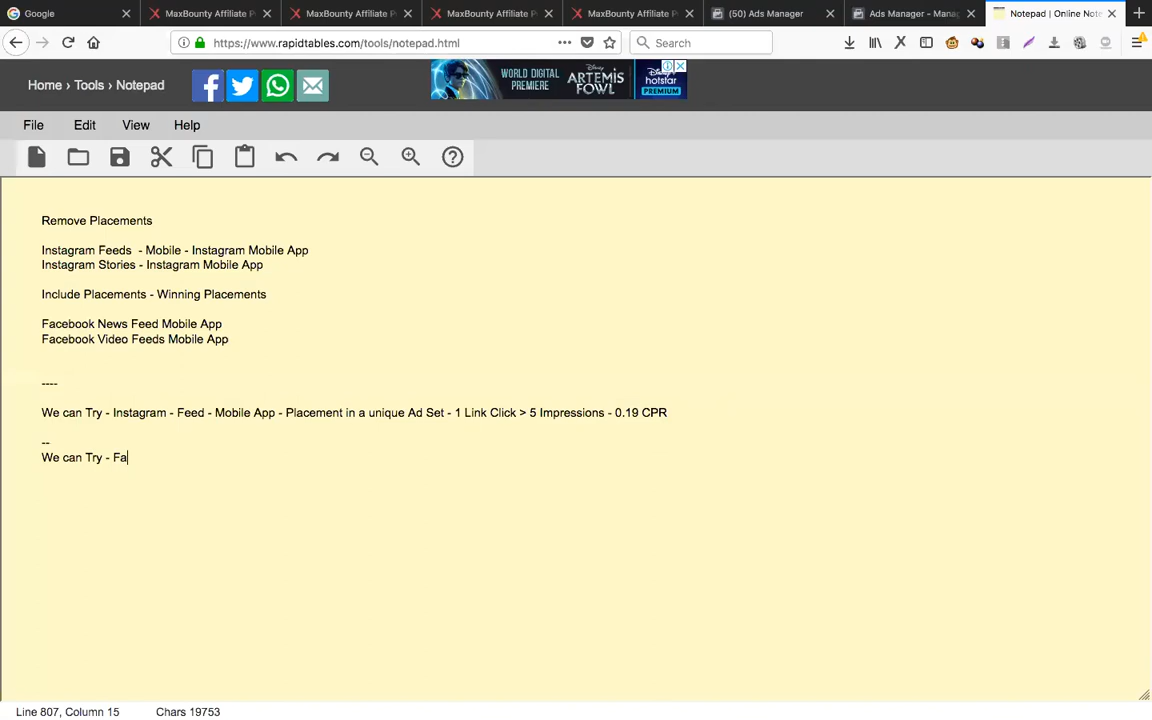 Google
MaxBounty Affiliate P
MaxBounty Affiliate P
MaxBounty Affiliate P
MaxBounty Affiliate P
(50) Ads Manager
Ads Manager - Manag
Notepad | Online Note
https://www.rapidtables.com/tools/notepad.html
Search
Home › Tools › Notepad
WORLD DIGITAL
PREMIERE
ARTEMIS
FOWL
Disney+
hotstar
PREMIUM
File Edit View Help
Remove Placements
Instagram Feeds - Mobile - Instagram Mobile App
Instagram Stories - Instagram Mobile App
Include Placements - Winning Placements
Facebook News Feed Mobile App
Facebook Video Feeds Mobile App
----
We can Try - Instagram - Feed - Mobile App - Placement in a unique Ad Set - 1 Link Click > 5 Impressions - 0.19 CPR
--
We can Try - Fa
Line 807, Column 15 Chars 19753